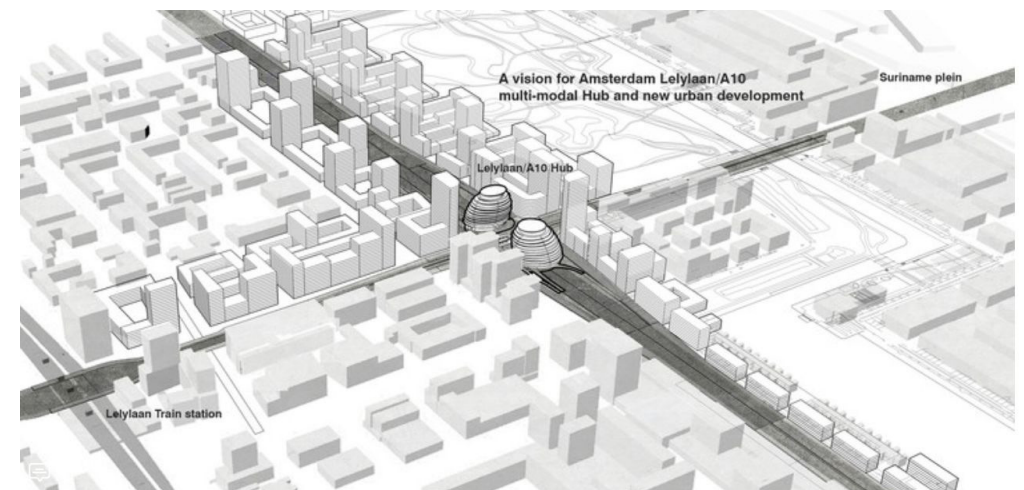 A vision for Amsterdam Lelylaan/A10
multi-modal Hub and new urban development
Suriname plein
Lelylaan/A10 Hub
Lelylaan Train station